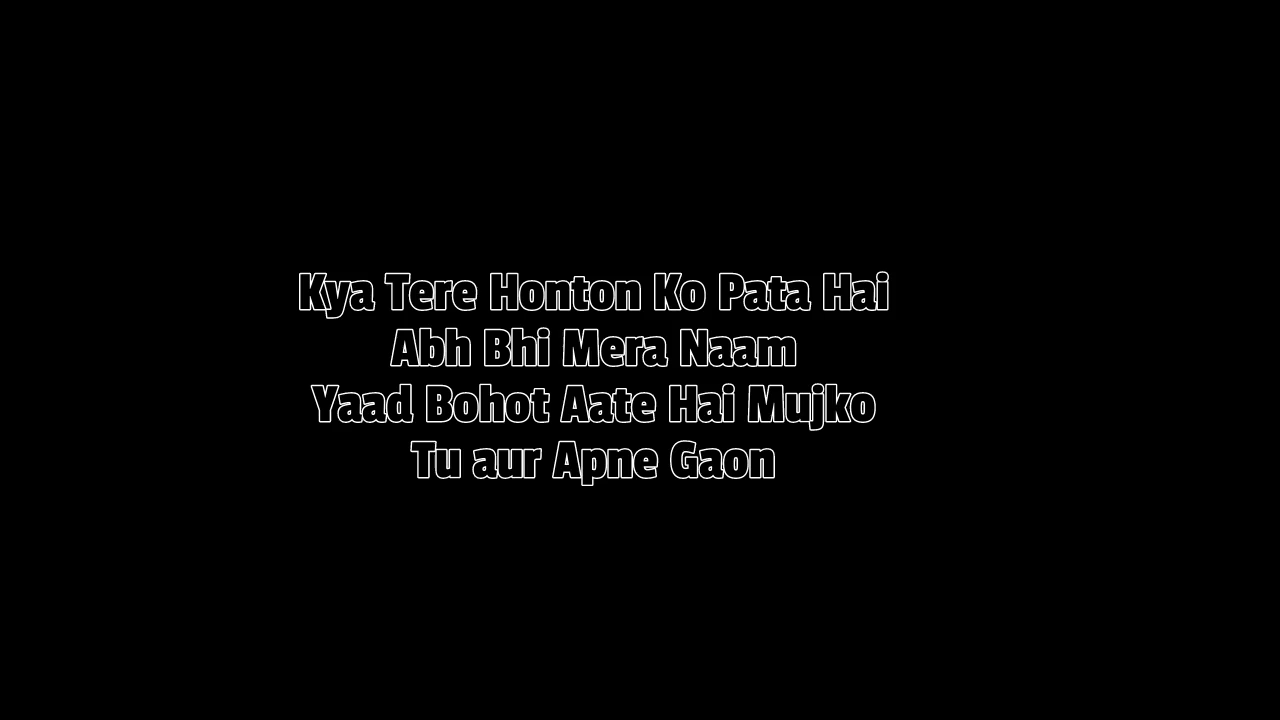 Kya Tere Honton Ko Pata Hai
Abh Bhi Mera Naam
Yaad Bohot Aate Hai Mujko
Tu aur Apne Gaon